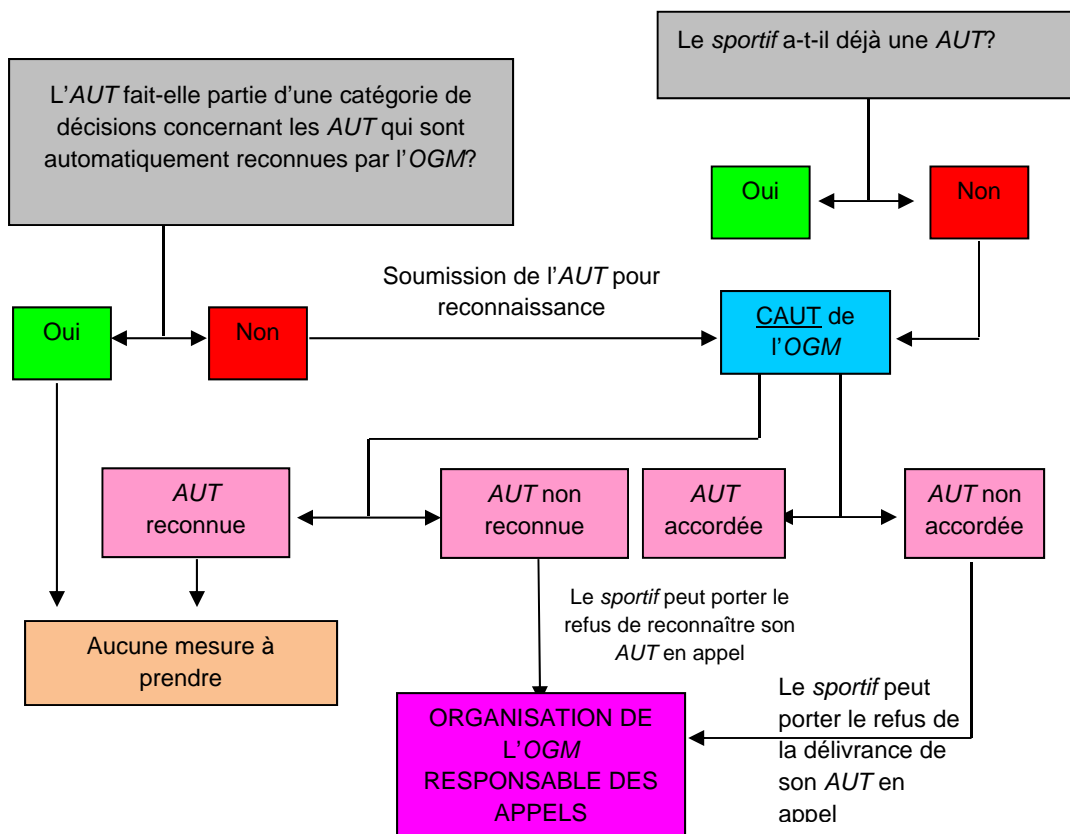 Le sportif a-t-il déjà une AUT?
L'AUT fait-elle partie d'une catégorie de
décisions concernant les AUT qui sont
automatiquement reconnues par l'OGM?
Oui
Non
Soumission de l'AUT pour
reconnaissance
Oui
Non
CAUT de
l'OGM
AUT
reconnue
AUT non
reconnue
AUT
accordée
AUT non
accordée
Le sportif peut porter le
refus de reconnaître son
AUT en appel
Aucune mesure à
prendre
Le sportif peut
porter le refus de
la délivrance de
son AUT en
appel
ORGANISATION DE
L'OGM
RESPONSABLE DES
APPELS